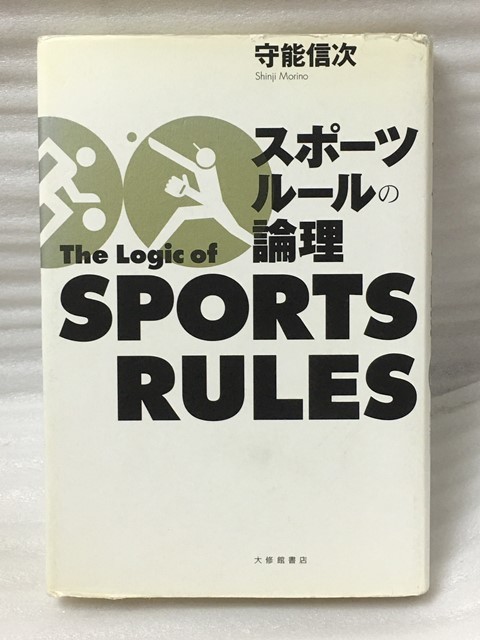 守能信次
Shinji Morino
スポーツ
ルールの
論理
The Logic of
SPORTS
RULES
大修館書店